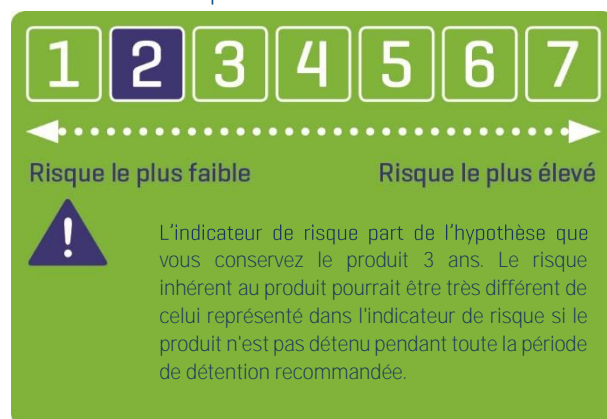 1 2 3 4 5 6 7
Risque le plus faible Risque le plus élevé
!
L'indicateur de risque part de l'hypothèse que
vous conservez le produit 3 ans. Le risque
inhérent au produit pourrait être très différent de
celui représenté dans l'indicateur de risque si le
produit n'est pas détenu pendant toute la période
de détention recommandée.